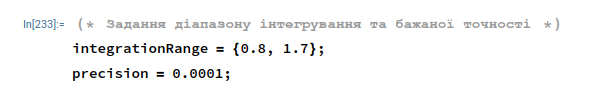 In[233]:= (* Задання діапазону інтегрування та бажаної точності *)
integrationRange = {0.8, 1.7};
precision = 0.0001;